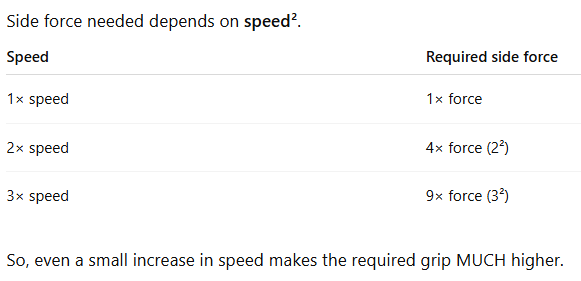 Side force needed depends on speed².
Speed Required side force
1× speed 1× force
2× speed 4× force (2²)
3× speed 9× force (3²)
So, even a small increase in speed makes the required grip MUCH higher.